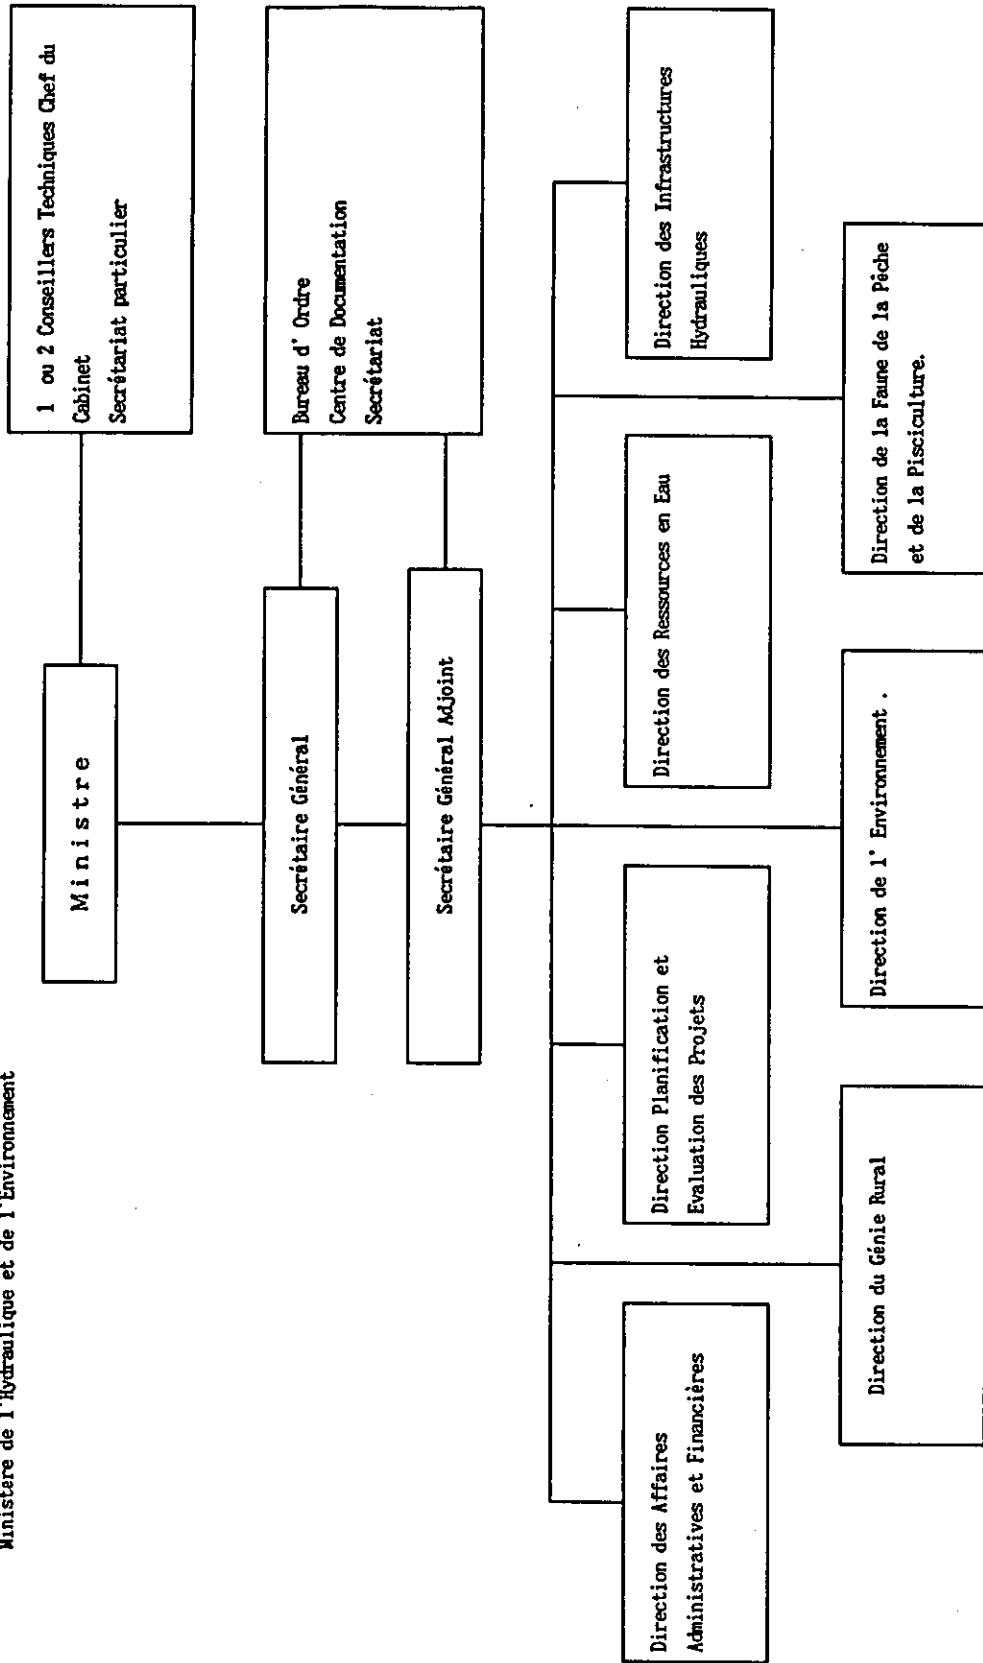 Ministère de l'Hydraulique et de l'Environnement
Ministre
1 ou 2 Conseillers Techniques Chef du
Cabinet
Secrétariat particulier
Secrétaire Général
Bureau d' Ordre
Centre de Documentation
Secrétariat
Secrétaire Général Adjoint
Direction des Affaires
Administratives et Financières
Direction Planification et
Evaluation des Projets
Direction des Ressources en Eau
Direction des Infrastructures
Hydrauliques
Direction du Génie Rural
Direction de l' Environnement .
Direction de la Faune de la Pêche
et de la Pisciculture.